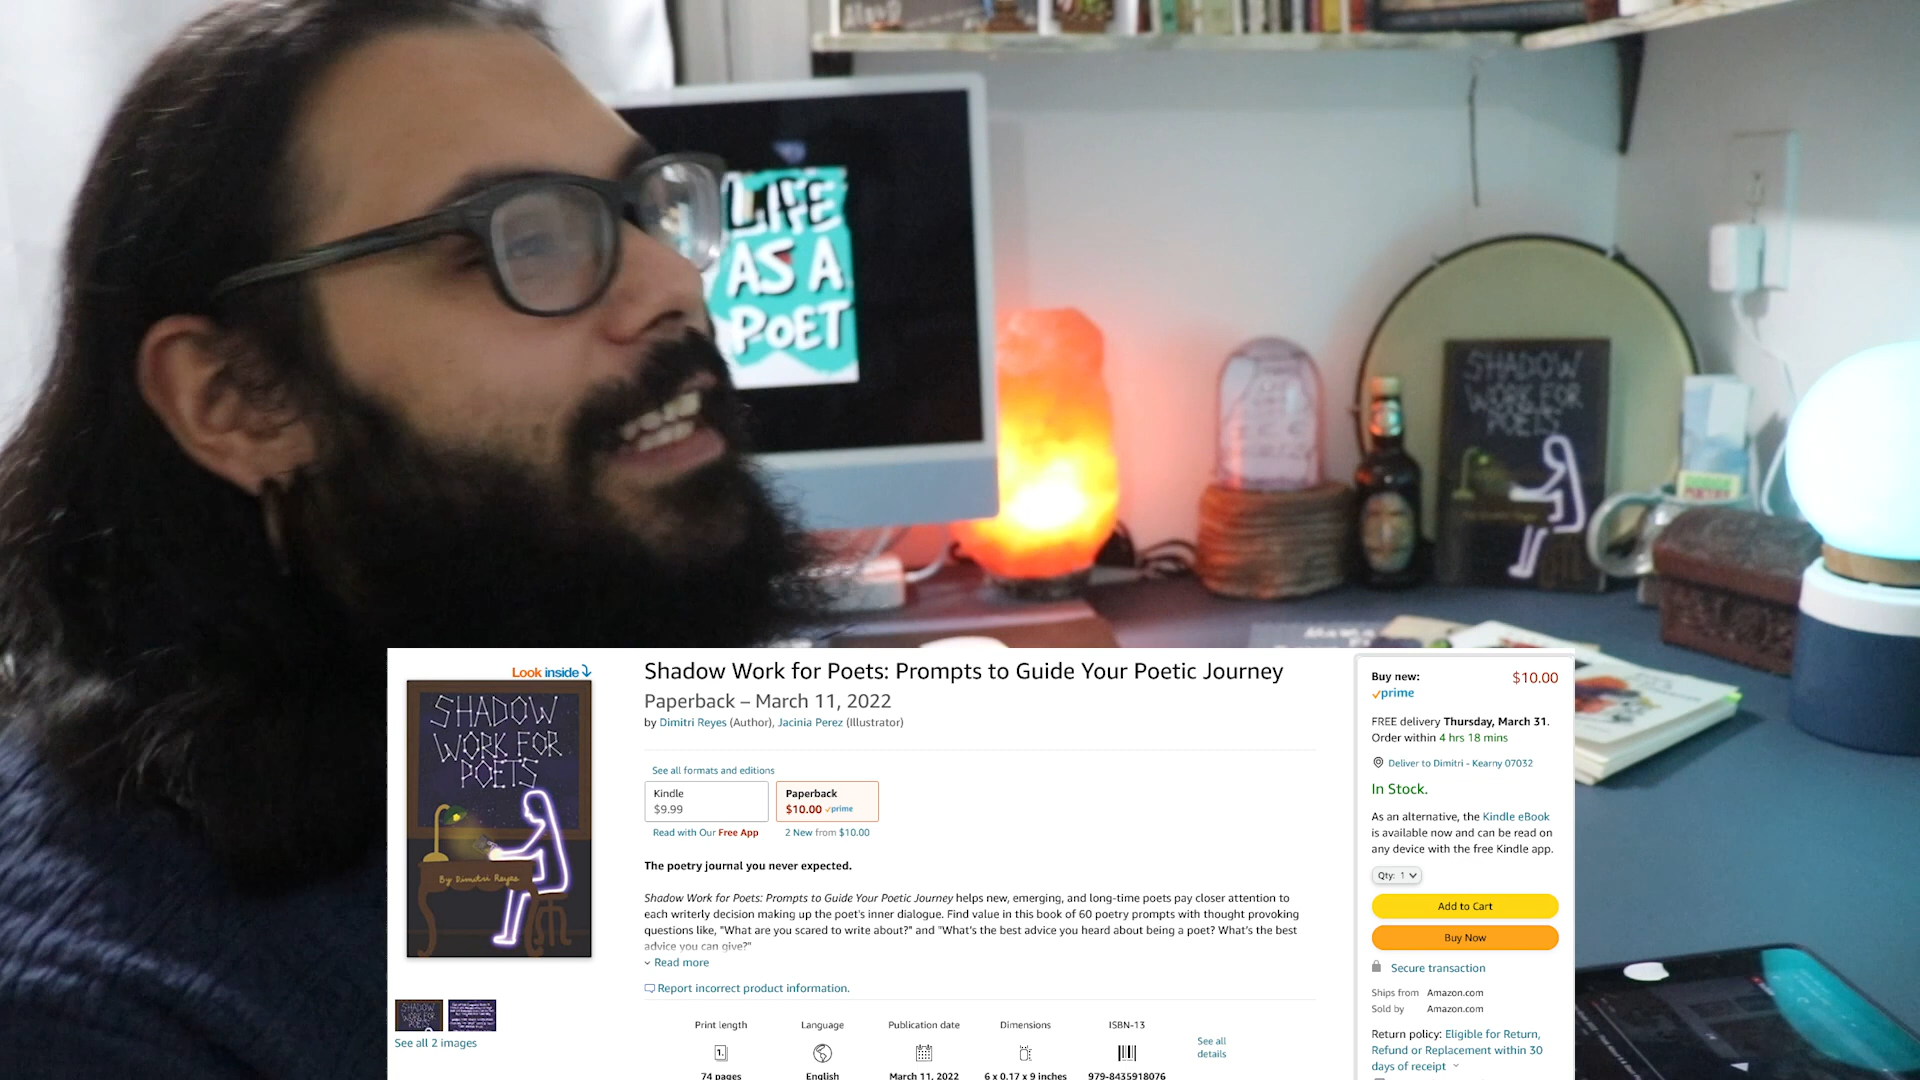 LIFE
AS A
POET
SHADOW
WORK FOR
POETS
Look inside
SHADOW
WORK FOR
POETS
By Dimitri Reyes
See all 2 images
Shadow Work for Poets: Prompts to Guide Your Poetic Journey
Paperback – March 11, 2022
by Dimitri Reyes (Author), Jacinia Perez (Illustrator)
See all formats and editions
Kindle
$9.99
Paperback
$10.00 prime
Read with Our Free App
2 New from $10.00
The poetry journal you never expected.
Shadow Work for Poets: Prompts to Guide Your Poetic Journey helps new, emerging, and long-time poets pay closer attention to
each writerly decision making up the poet's inner dialogue. Find value in this book of 60 poetry prompts with thought provoking
questions like, "What are you scared to write about?" and "What's the best advice you heard about being a poet? What's the best
advice you can give?"
Read more
Report incorrect product information.
Print length
Language
Publication date
Dimensions
ISBN-13
74 pages
English
March 11, 2022
6 x 0.17 x 9 inches
979-8435918076
See all
details
Buy new:
$10.00
prime
FREE delivery Thursday, March 31.
Order within 4 hrs 18 mins
Deliver to Dimitri - Kearny 07032
In Stock.
As an alternative, the Kindle eBook
is available now and can be read on
any device with the free Kindle app.
Qty: 1
Add to Cart
Buy Now
Secure transaction
Ships from Amazon.com
Sold by Amazon.com
Return policy: Eligible for Return,
Refund or Replacement within 30
days of receipt